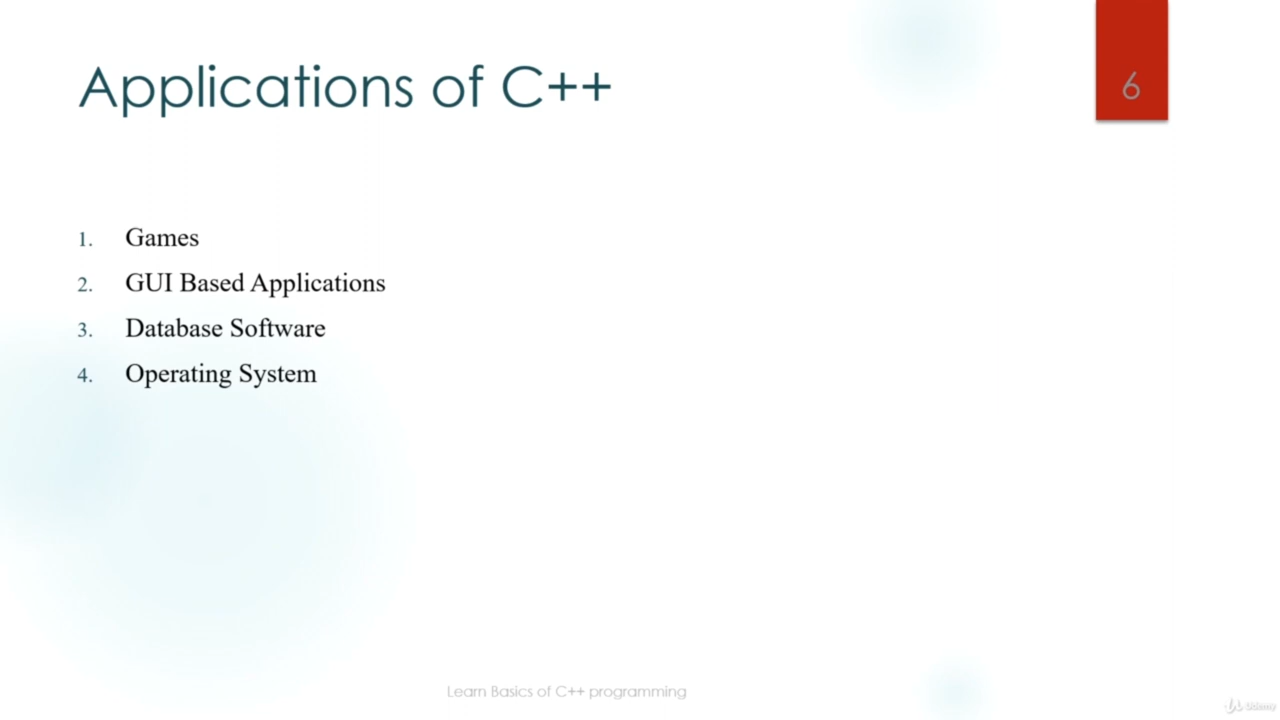 Applications of C++
6
1. Games
2. GUI Based Applications
3. Database Software
4. Operating System
Learn Basics of C++ programming
Udemy